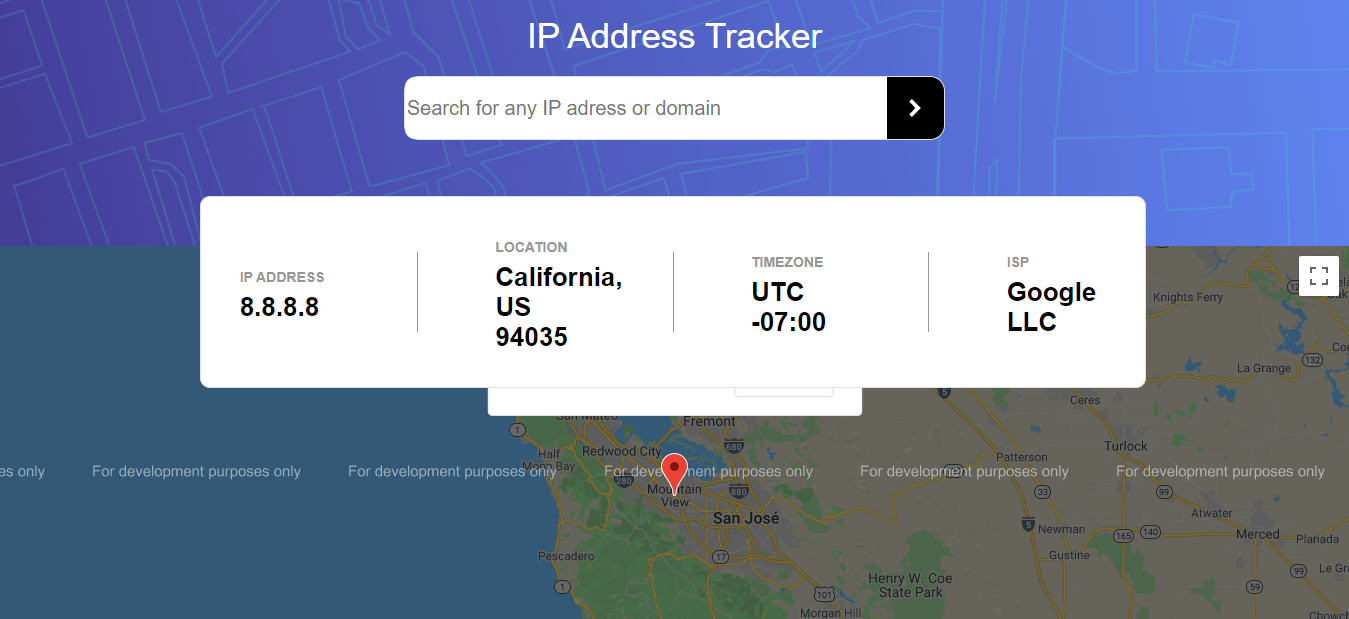 IP Address Tracker
Search for any IP adress or domain
IP ADDRESS
8.8.8.8
LOCATION
California,
US
94035
TIMEZONE
UTC
-07:00
ISP
Google
LLC
Knights Ferry
La Grange
132
5
Ceres
San Mateo
Fremont
1
680
Turlock
Half
Moon Bay
Redwood City
Patterson
es only
For development purposes only
For development purposes only
For development purposes only
For development purposes only
For development purposes only
280
Mountain
View
380
33
99
San José
Atwater
5
Newman
165
140
Merced
Planada
Pescadero
17
Gustine
99
Le Gr
1
Henry W. Coe
State Park
59
101
Morgan Hill
Chowch